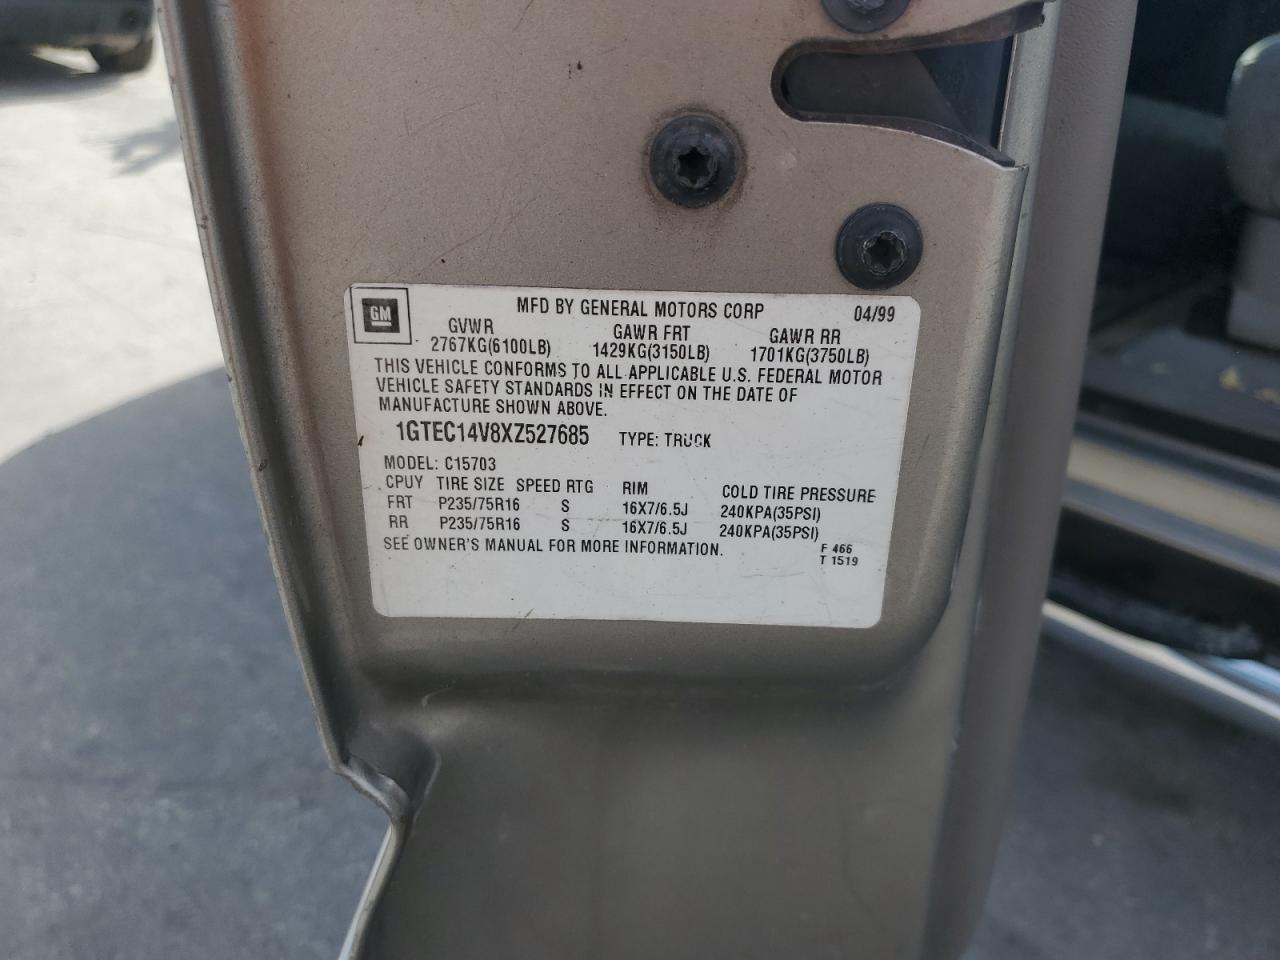 GM
MFD BY GENERAL MOTORS CORP 04/99
GVWR GAWR FRT GAWR RR
2767KG(6100LB) 1429KG(3150LB) 1701KG(3750LB)
THIS VEHICLE CONFORMS TO ALL APPLICABLE U.S. FEDERAL MOTOR
VEHICLE SAFETY STANDARDS IN EFFECT ON THE DATE OF
MANUFACTURE SHOWN ABOVE.
1GTEC14V8XZ527685 TYPE: TRUCK
MODEL: C15703
CPUY TIRE SIZE SPEED RTG RIM COLD TIRE PRESSURE
FRT P235/75R16 S 16X7/6.5J 240KPA(35PSI)
RR P235/75R16 S 16X7/6.5J 240KPA(35PSI)
SEE OWNER'S MANUAL FOR MORE INFORMATION. F 466
T 1519